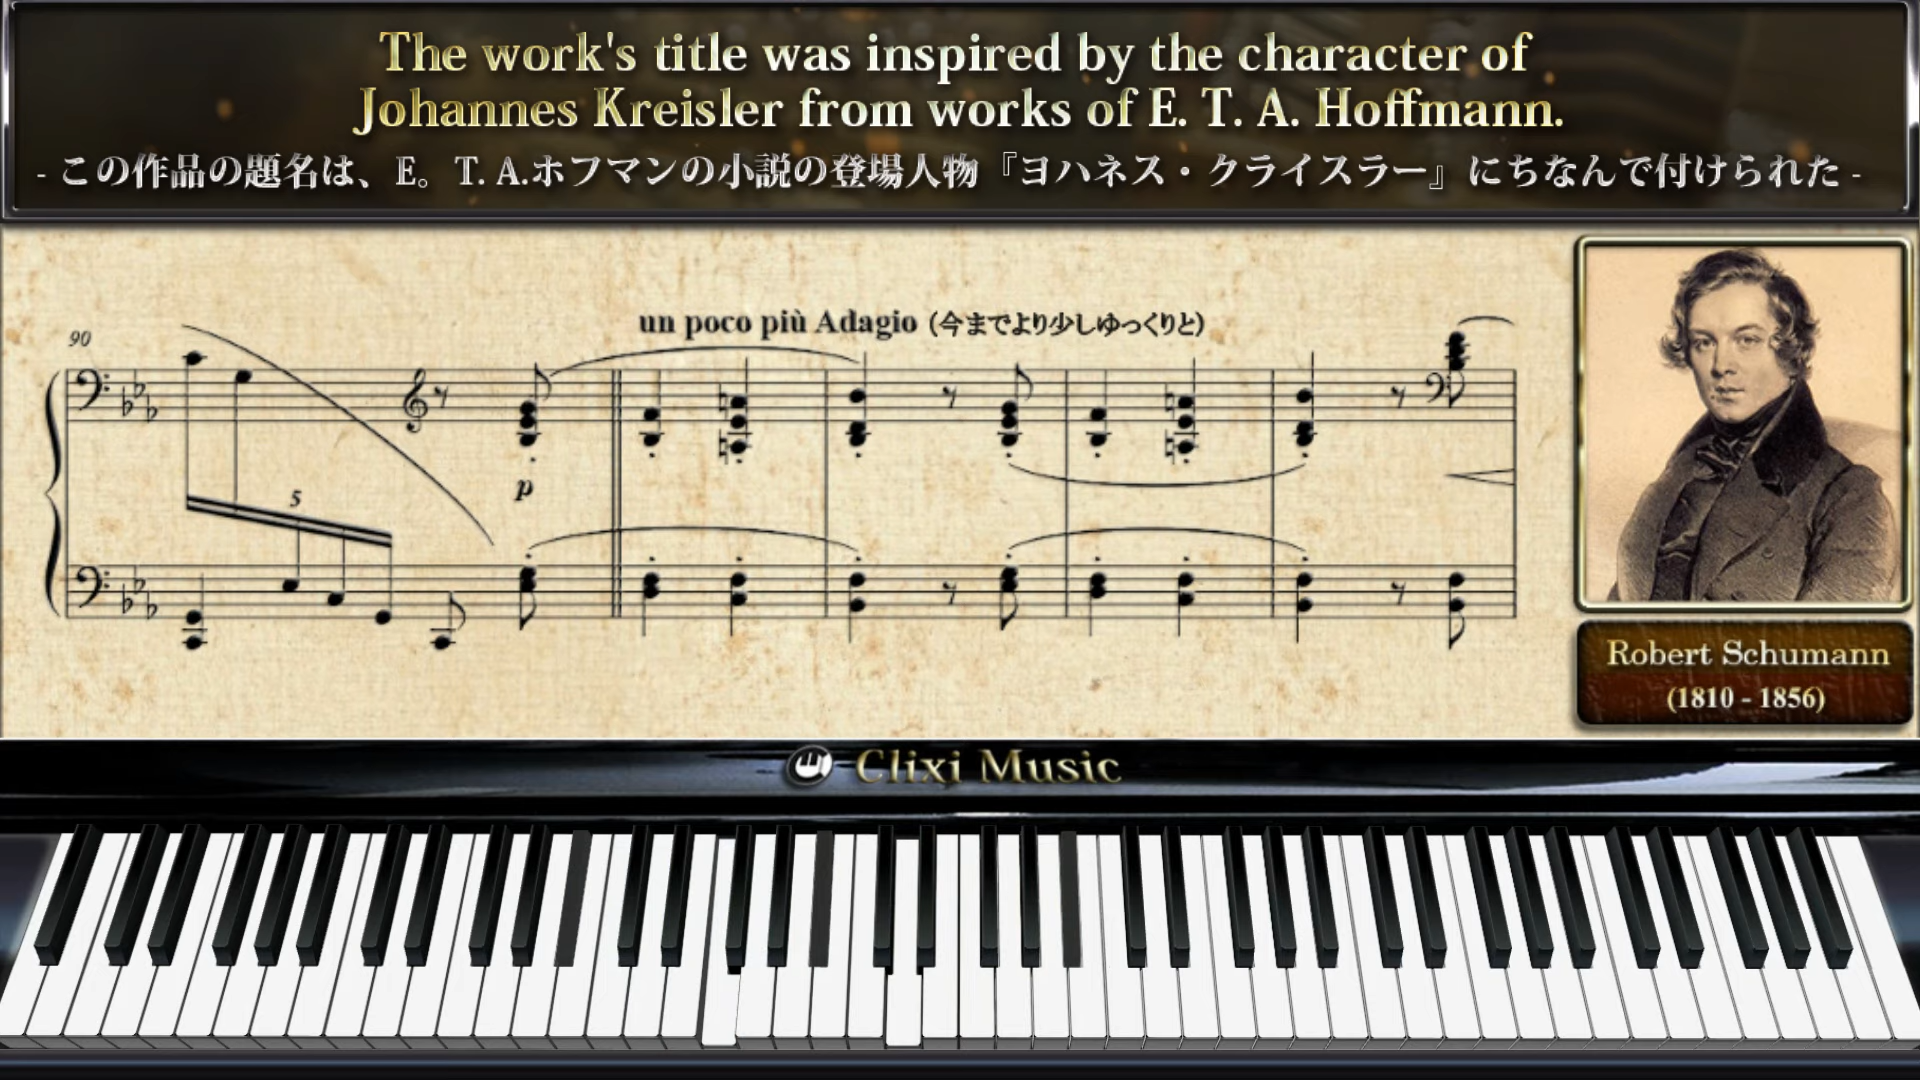 The work's title was inspired by the character of
Johannes Kreisler from works of E. T. A. Hoffmann.
- この作品の題名は、E。T. A.ホフマンの小説の登場人物『ヨハネス・クライスラー』にちなんで付けられた -
un poco più Adagio (今までより少しゆっくりと)
90
5
p
Robert Schumann
(1810 - 1856)
Clixi Music